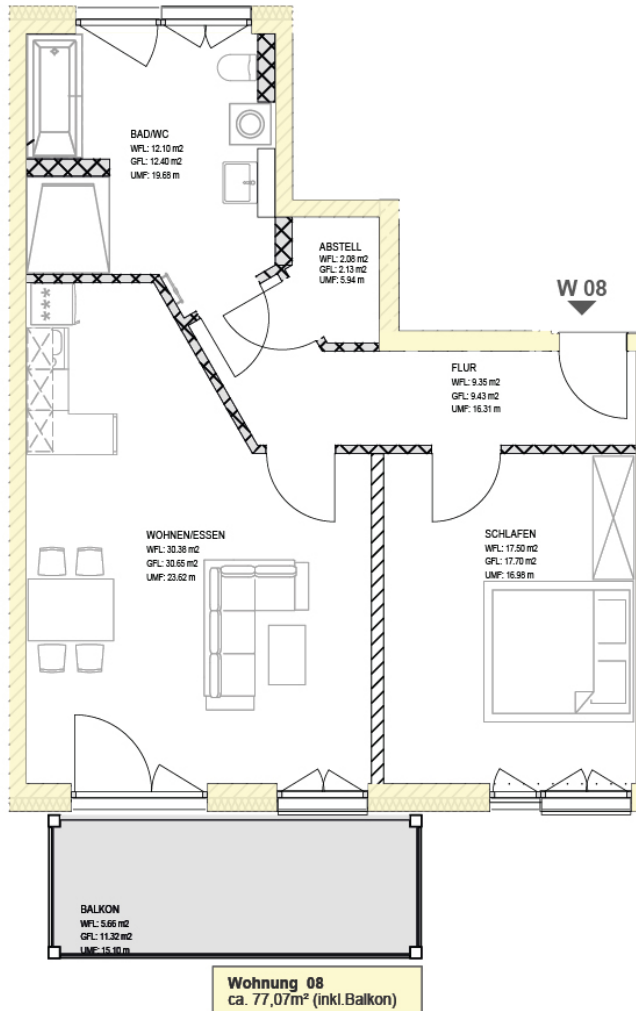 BAD/WC
WFL: 12.10 m2
GFL: 12.40 m2
UMF: 19.68 m
ABSTELL
WFL: 2.08 m2
GFL: 2.13 m2
UMF: 5.94 m
W 08
FLUR
WFL: 9.35 m2
GFL: 9.43 m2
UMF: 16.31 m
WOHNEN/ESSEN
WFL: 30.38 m2
GFL: 30.65 m2
UMF: 23.62 m
SCHLAFEN
WFL: 17.50 m2
GFL: 17.70 m2
UMF: 16.98 m
BALKON
WFL: 5.66 m2
GFL: 11.32 m2
UMF: 15.10 m
Wohnung 08
ca. 77,07m² (inkl.Balkon)